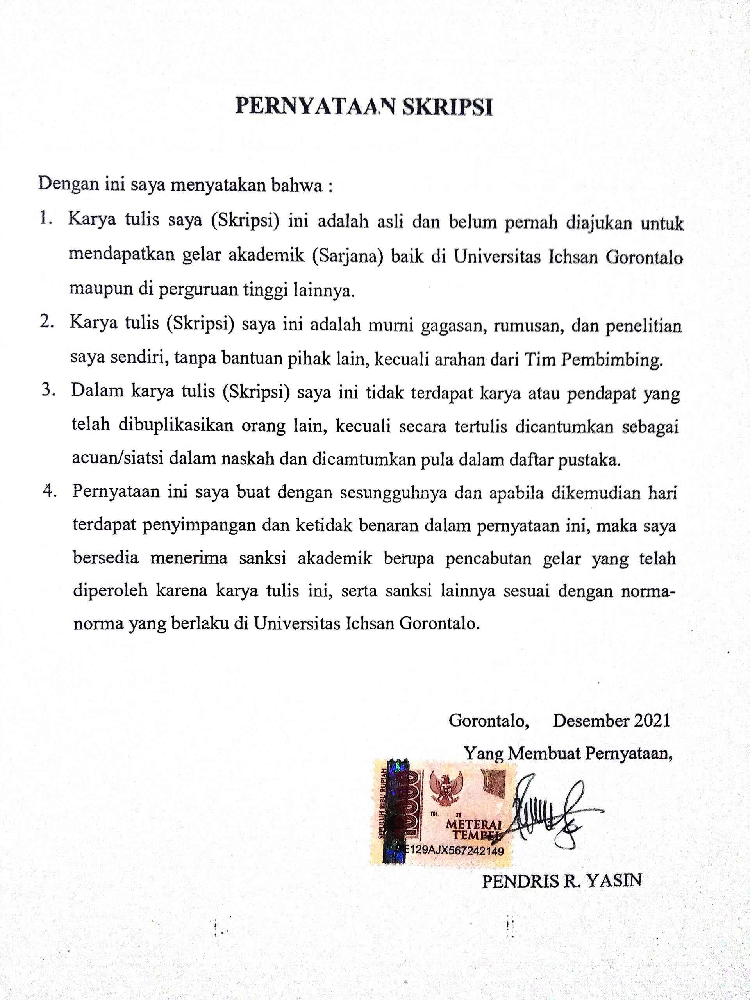 PERNYATAAN SKRIPSI
Dengan ini saya menyatakan bahwa :
1. Karya tulis saya (Skripsi) ini adalah asli dan belum pernah diajukan untuk
mendapatkan gelar akademik (Sarjana) baik di Universitas Ichsan Gorontalo
maupun di perguruan tinggi lainnya.
2. Karya tulis (Skripsi) saya ini adalah murni gagasan, rumusan, dan penelitian
saya sendiri, tanpa bantuan pihak lain, kecuali arahan dari Tim Pembimbing.
3. Dalam karya tulis (Skripsi) saya ini tidak terdapat karya atau pendapat yang
telah dibuplikasikan orang lain, kecuali secara tertulis dicantumkan sebagai
acuan/siatsi dalam naskah dan dicamtumkan pula dalam daftar pustaka.
4. Pernyataan ini saya buat dengan sesungguhnya dan apabila dikemudian hari
terdapat penyimpangan dan ketidak benaran dalam pernyataan ini, maka saya
bersedia menerima sanksi akademik berupa pencabutan gelar yang telah
diperoleh karena karya tulis ini, serta sanksi lainnya sesuai dengan norma-
norma yang berlaku di Universitas Ichsan Gorontalo.
Gorontalo, Desember 2021
Yang Membuat Pernyataan,
SEPULUH RIBU RUPIAH
10000
TGL. 20
METERAI
TEMPEL
E129AJX567242149
PENDRIS R. YASIN